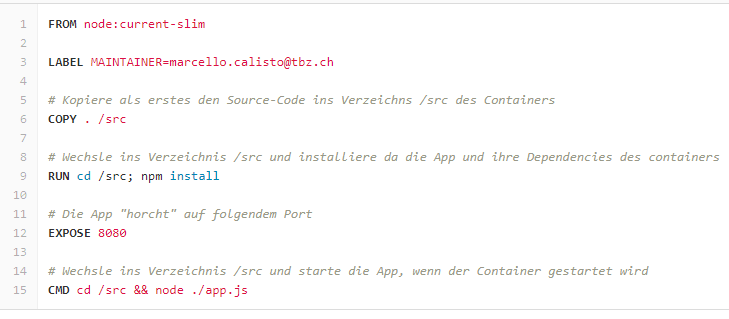 1 FROM node:current-slim
2
3 LABEL MAINTAINER=marcello.calisto@tbz.ch
4
5 # Kopiere als erstes den Source-Code ins Verzeichns /src des Containers
6 COPY . /src
7
8 # Wechsle ins Verzeichnis /src und installiere da die App und ihre Dependencies des containers
9 RUN cd /src; npm install
10
11 # Die App "horcht" auf folgendem Port
12 EXPOSE 8080
13
14 # Wechsle ins Verzeichnis /src und starte die App, wenn der Container gestartet wird
15 CMD cd /src && node ./app.js